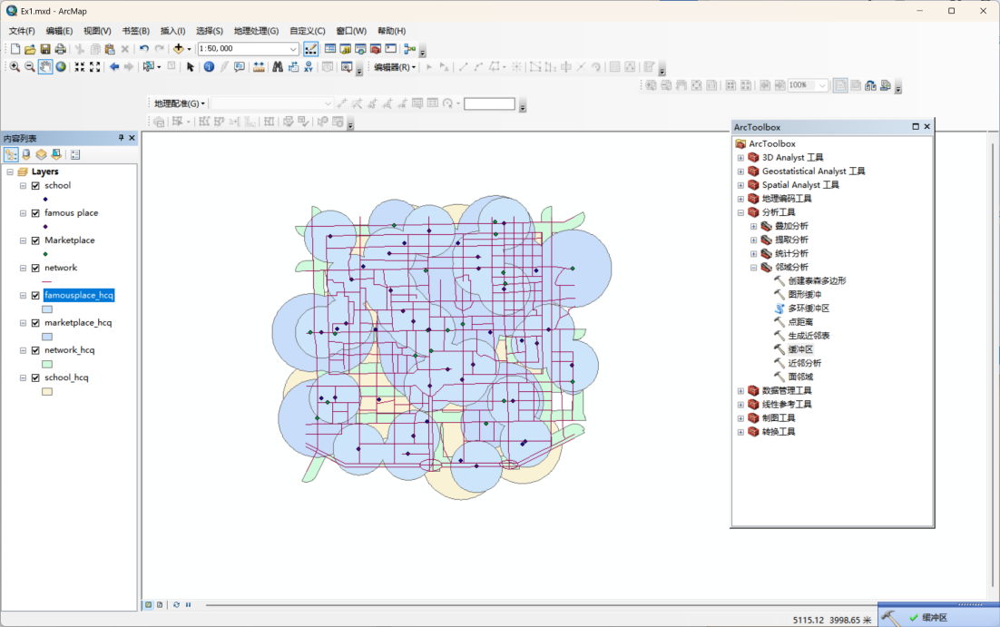 Ex1.mxd - ArcMap
文件(F) 编辑(E) 视图(V) 书签(B) 插入(I) 选择(S) 地理处理(G) 自定义(C) 窗口(W) 帮助(H)
1:50,000
编辑器(R)
100%
地理配准(G)
内容列表
Layers
school
famous place
Marketplace
network
famousplace_hcq
marketplace_hcq
network_hcq
school_hcq
ArcToolbox
ArcToolbox
3D Analyst 工具
Geostatistical Analyst 工具
Spatial Analyst 工具
地理编码工具
分析工具
叠加分析
提取分析
统计分析
邻域分析
创建泰森多边形
图形缓冲
多环缓冲区
点距离
生成近邻表
缓冲区
近邻分析
面邻域
数据管理工具
线性参考工具
制图工具
转换工具
5115.12 3998.65 米
缓冲区